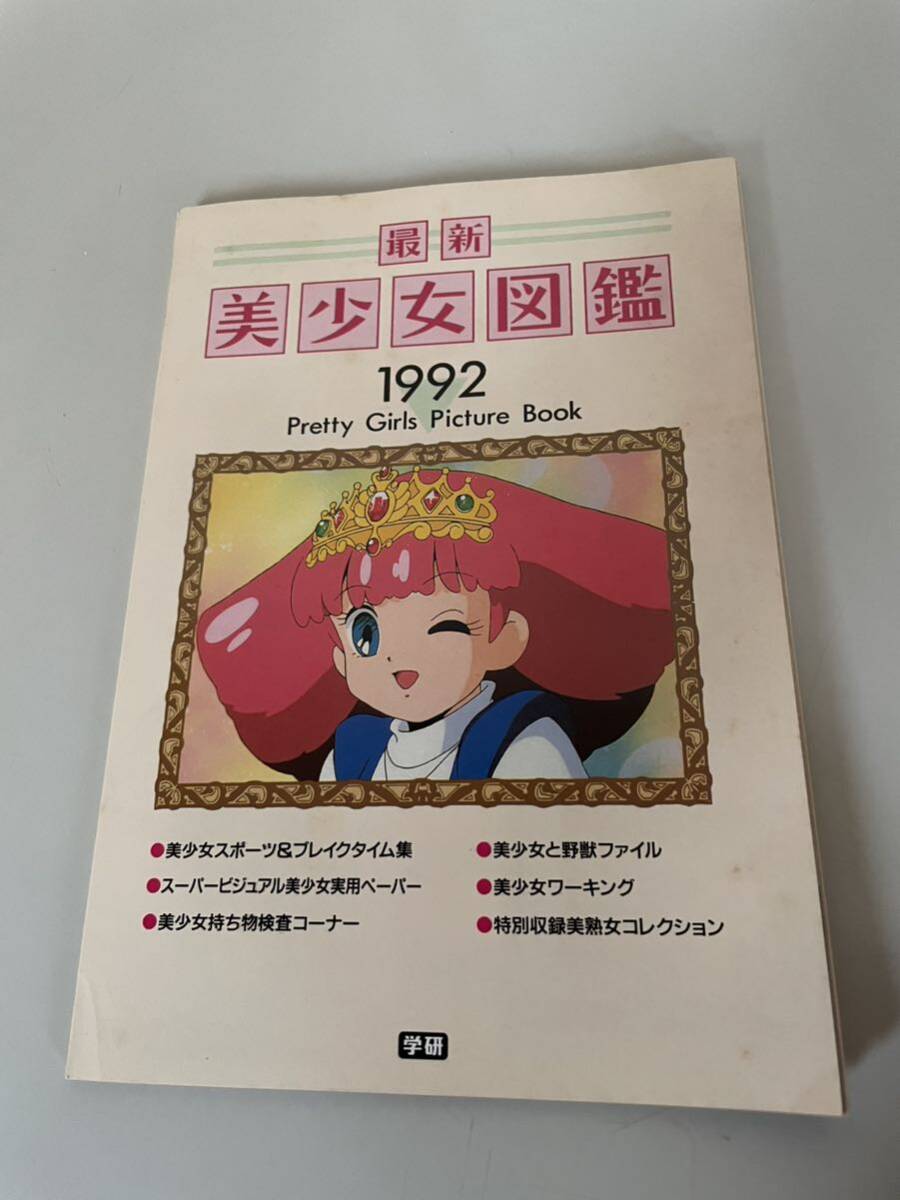 最新
美少女図鑑
1992
Pretty Girls Picture Book
●美少女スポーツ&ブレイクタイム集
●スーパービジュアル美少女実用ペーパー
●美少女持ち物検査コーナー
●美少女と野獣ファイル
●美少女ワーキング
●特別収録美熟女コレクション
学研